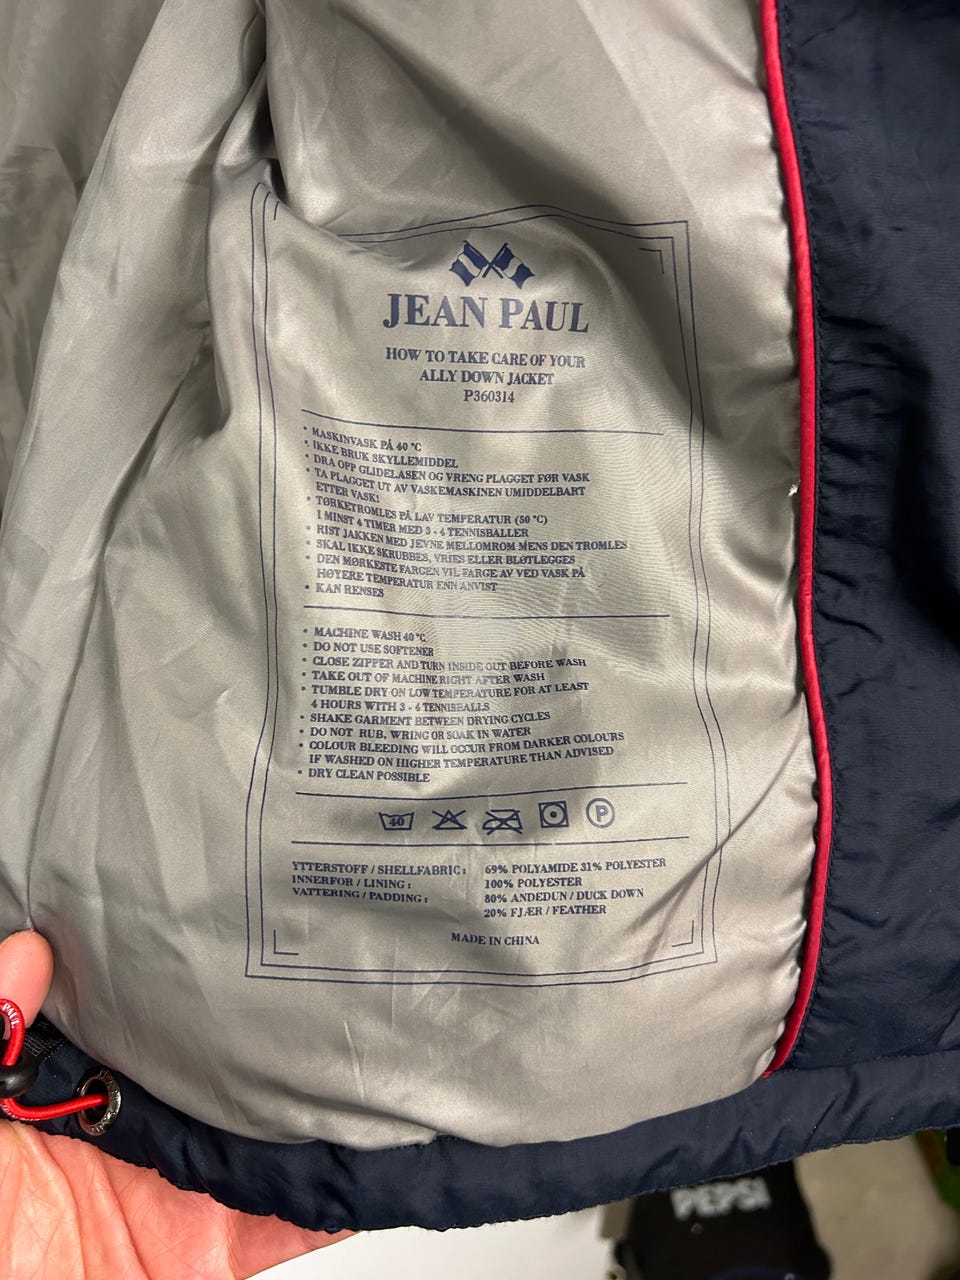 JEAN PAUL
HOW TO TAKE CARE OF YOUR
ALLY DOWN JACKET
P360314
• MASKINVASK PÅ 40 °C
• IKKE BRUK SKYLLEMIDDEL
• DRA OPP GLIDELÅSEN OG VRENG PLAGGET FØR VASK
• TA PLAGGET UT AV VASKEMASKINEN UMIDDELBART
ETTER VASK!
• TØRKETROMLES PÅ LAV TEMPERATUR (50 °C)
I MINST 4 TIMER MED 3 - 4 TENNISBALLER
• RIST JAKKEN MED JEVNE MELLOMROM MENS DEN TROMLES
• SKAL IKKE SKRUBBES, VRIES ELLER BLØTLEGGES
• DEN MØRKESTE FARGEN VIL FARGE AV VED VASK PÅ
HØYERE TEMPERATUR ENN ANVIST
• KAN RENSES
• MACHINE WASH 40 °C
• DO NOT USE SOFTENER
• CLOSE ZIPPER AND TURN INSIDE OUT BEFORE WASH
• TAKE OUT OF MACHINE RIGHT AFTER WASH
• TUMBLE DRY ON LOW TEMPERATURE FOR AT LEAST
4 HOURS WITH 3 - 4 TENNISBALLS
• SHAKE GARMENT BETWEEN DRYING CYCLES
• DO NOT RUB, WRING OR SOAK IN WATER
• COLOUR BLEEDING WILL OCCUR FROM DARKER COLOURS
IF WASHED ON HIGHER TEMPERATURE THAN ADVISED
• DRY CLEAN POSSIBLE
40 P
YTTERSTOFF / SHELLFABRIC : 69% POLYAMIDE 31% POLYESTER
INNERFOR / LINING : 100% POLYESTER
VATTERING / PADDING : 80% ANDEDUN / DUCK DOWN
20% FJÆR / FEATHER
MADE IN CHINA
PAUL
PEPSI